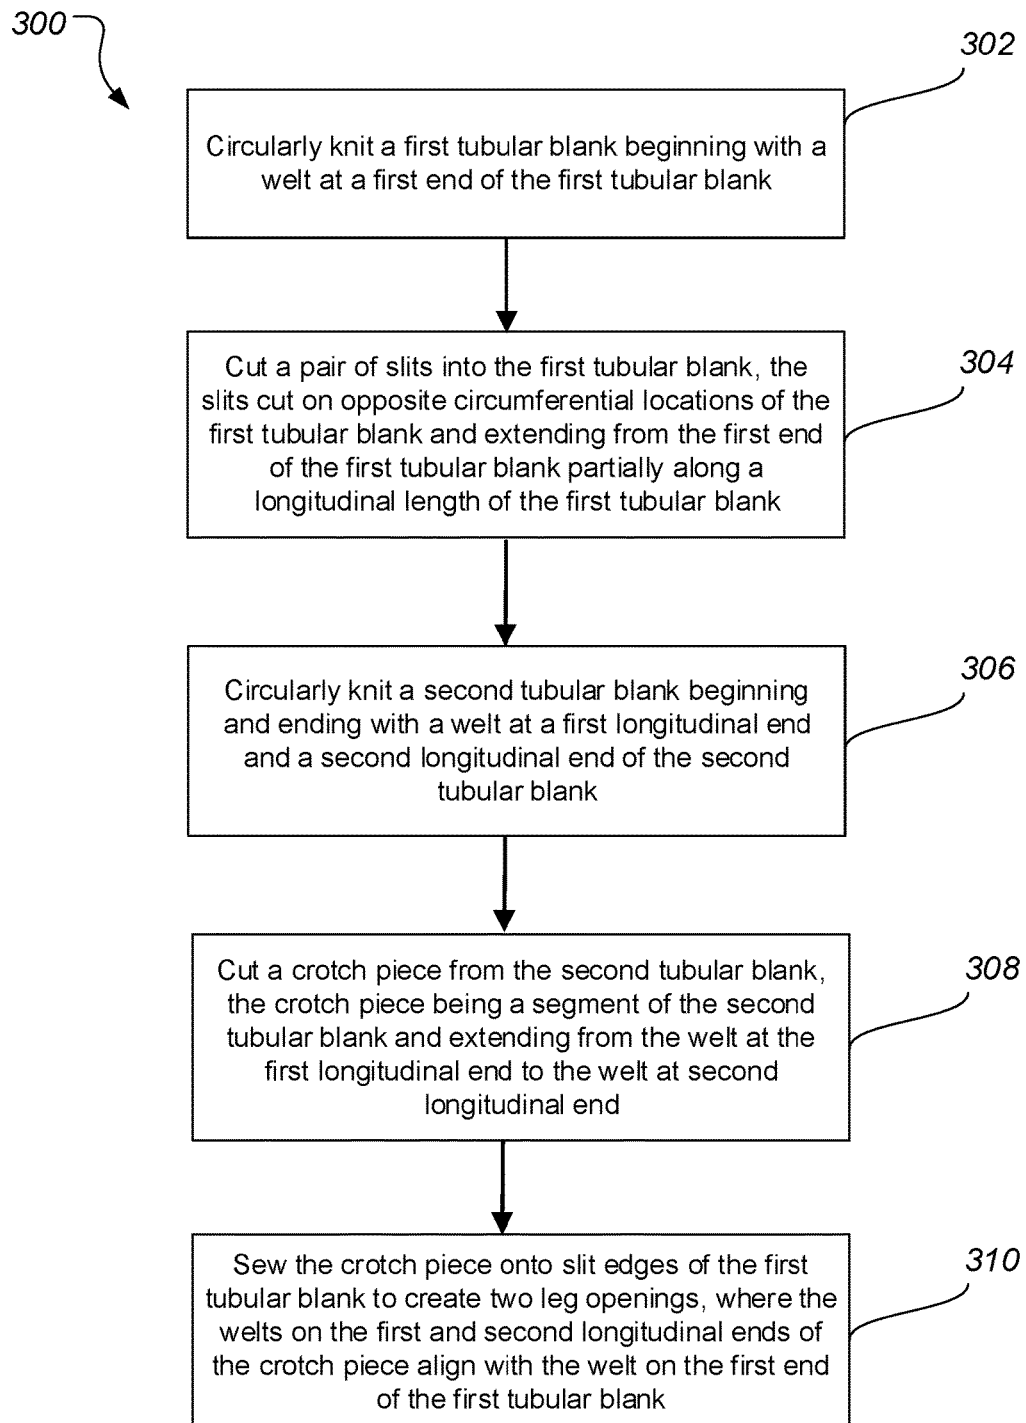 300
302
Circularly knit a first tubular blank beginning with a
welt at a first end of the first tubular blank
304
Cut a pair of slits into the first tubular blank, the
slits cut on opposite circumferential locations of the
first tubular blank and extending from the first end
of the first tubular blank partially along a
longitudinal length of the first tubular blank
306
Circularly knit a second tubular blank beginning
and ending with a welt at a first longitudinal end
and a second longitudinal end of the second
tubular blank
308
Cut a crotch piece from the second tubular blank,
the crotch piece being a segment of the second
tubular blank and extending from the welt at the
first longitudinal end to the welt at second
longitudinal end
310
Sew the crotch piece onto slit edges of the first
tubular blank to create two leg openings, where the
welts on the first and second longitudinal ends of
the crotch piece align with the welt on the first end
of the first tubular blank